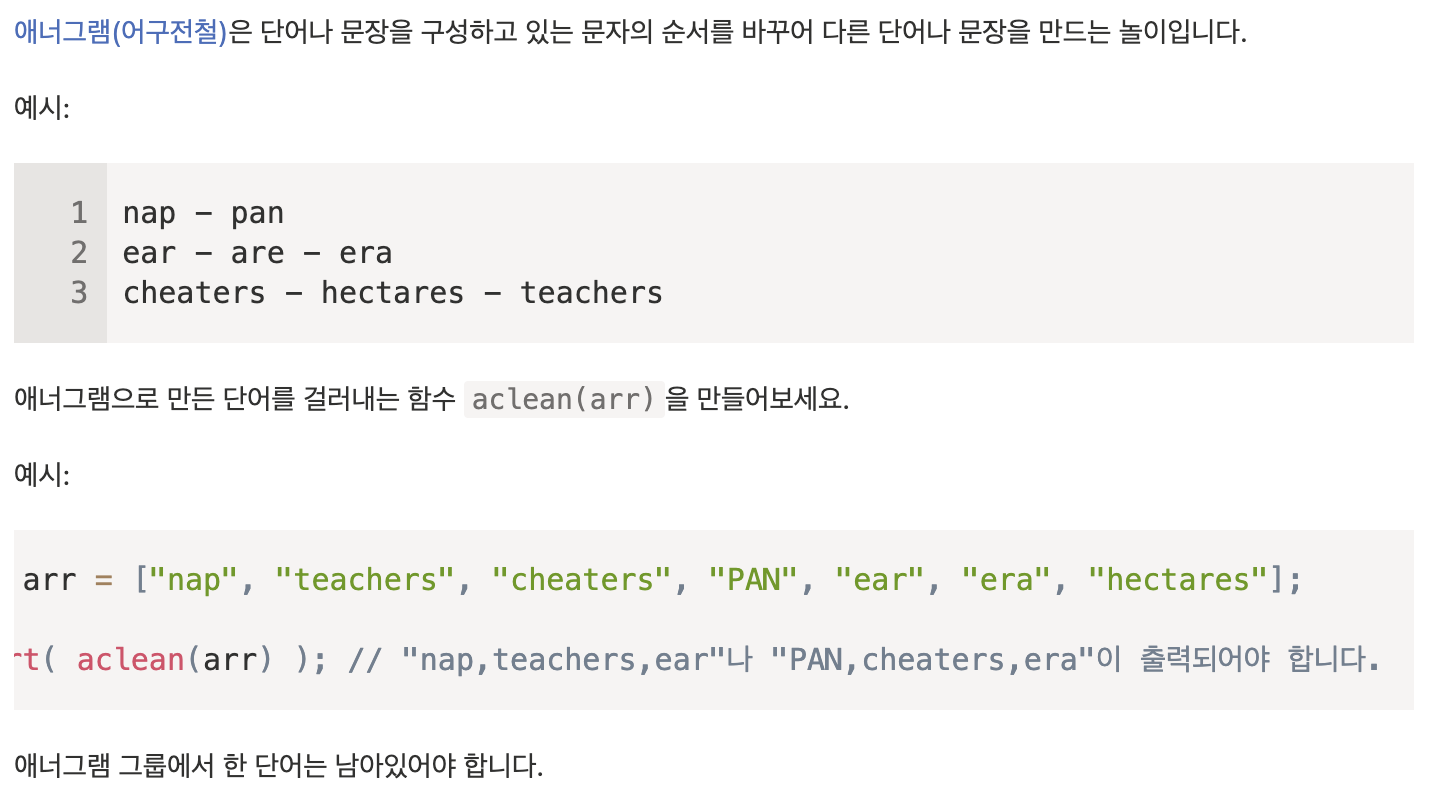 애너그램(어구전철)은 단어나 문장을 구성하고 있는 문자의 순서를 바꾸어 다른 단어나 문장을 만드는 놀이입니다.
예시:
1 nap - pan
2 ear - are - era
3 cheaters - hectares - teachers
애너그램으로 만든 단어를 걸러내는 함수 aclean(arr)을 만들어보세요.
예시:
arr = ["nap", "teachers", "cheaters", "PAN", "ear", "era", "hectares"];
rt( aclean(arr) ); // "nap,teachers,ear"나 "PAN,cheaters,era"이 출력되어야 합니다.
애너그램 그룹에서 한 단어는 남아있어야 합니다.